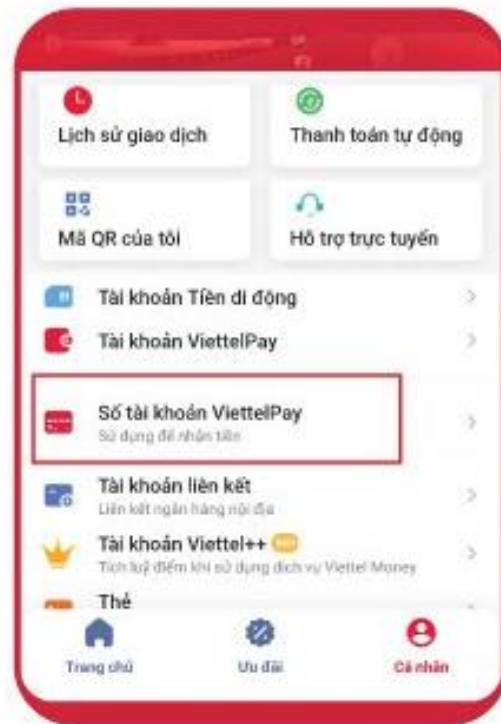 Lịch sử giao dịch
Thanh toán tự động
Mã QR của tôi
Hỗ trợ trực tuyến
Tài khoản Tiền di động
Tài khoản ViettelPay
Số tài khoản ViettelPay
Sử dụng để nhận tiền
Tài khoản liên kết
Liên kết ngân hàng nội địa
Tài khoản Viettel++
Tích luỹ điểm khi sử dụng dịch vụ Viettel Money
Thẻ
Trang chủ
Ưu đãi
Cá nhân